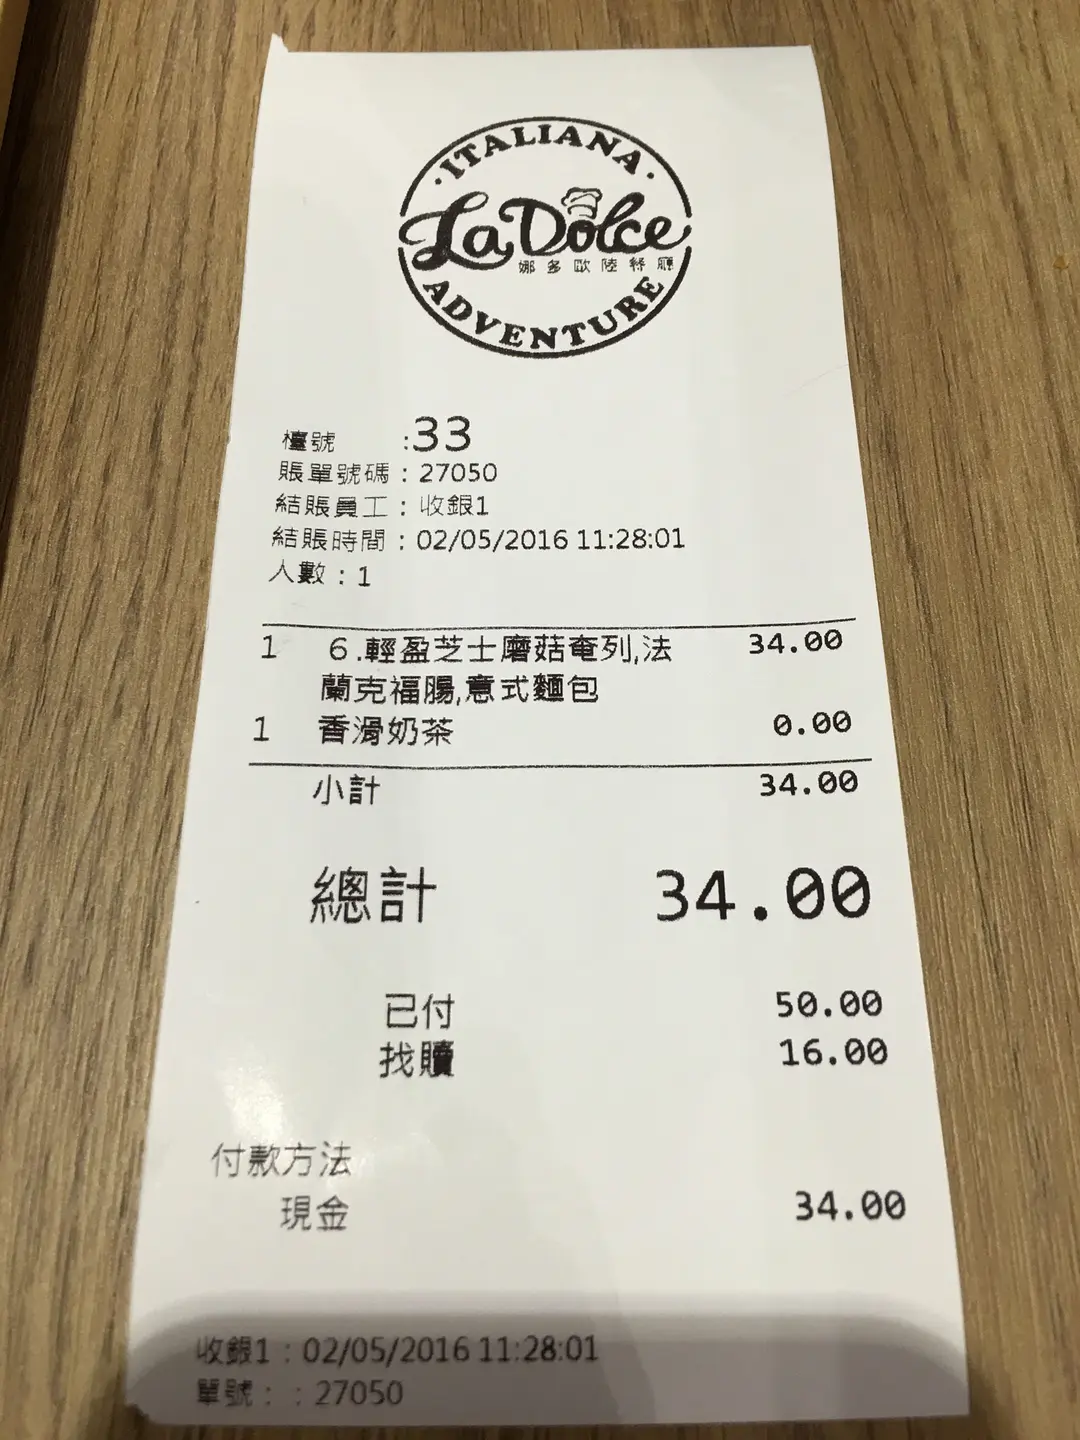 ITALIANA
La Dolce
娜多歐陸餐廳
ADVENTURE
檯號 :33
賬單號碼 : 27050
結賬員工 : 收銀1
結賬時間 : 02/05/2016 11:28:01
人數 : 1
1 6.輕盈芝士磨菇奄列,法 34.00
蘭克福腸,意式麵包
1 香滑奶茶 0.00
小計 34.00
總計 34.00
已付 50.00
找贖 16.00
付款方法
現金 34.00
收銀1 : 02/05/2016 11:28:01
單號 : : 27050